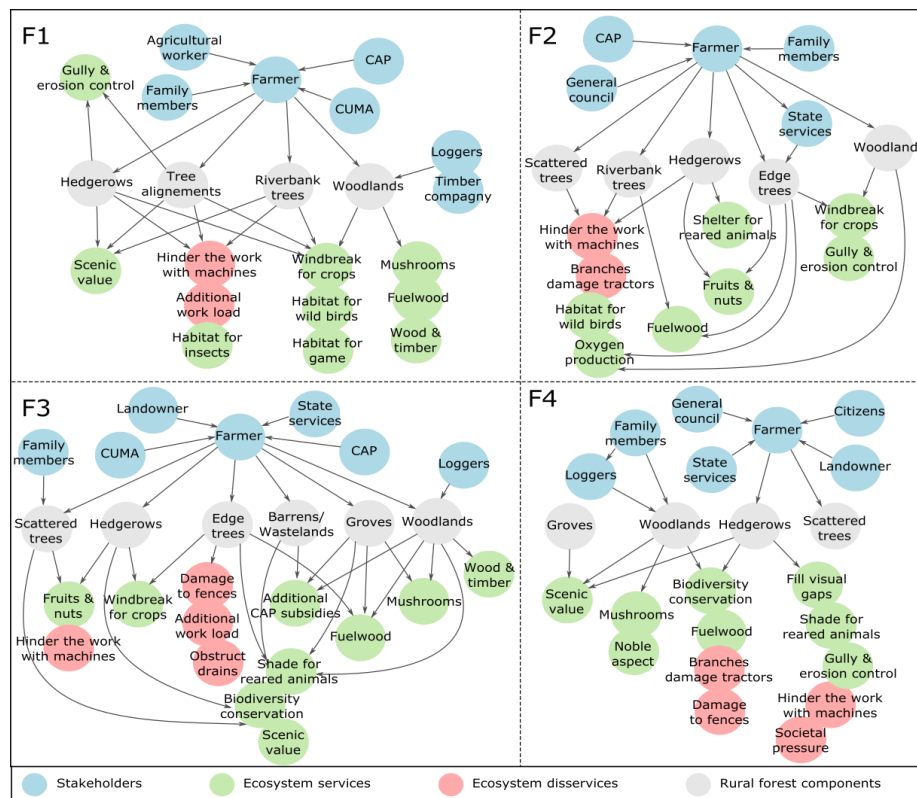 F1
Agricultural
worker
CAP
Farmer
Gully &
erosion control
Family
members
CUMA
Loggers
Timber
compagny
Hedgerows
Tree
alignements
Riverbank
trees
Woodlands
Scenic
value
Hinder the work
with machines
Additional
work load
Habitat for
insects
Windbreak
for crops
Habitat for
wild birds
Habitat for
game
Mushrooms
Fuelwood
Wood &
timber
F2
CAP
Farmer
Family
members
General
council
State
services
Scattered
trees
Riverbank
trees
Hedgerows
Edge
trees
Woodland
Hinder the work
with machines
Branches
damage tractors
Habitat for
wild birds
Oxygen
production
Shelter for
reared animals
Fruits &
nuts
Fuelwood
Windbreak
for crops
Gully &
erosion control
F3
Landowner
State
services
Farmer
Family
members
CUMA
CAP
Loggers
Scattered
trees
Hedgerows
Edge
trees
Barrens/
Wastelands
Groves
Woodlands
Wood &
timber
Fruits &
nuts
Hinder the work
with machines
Windbreak
for crops
Damage
to fences
Additional
work load
Obstruct
drains
Additional
CAP subsidies
Fuelwood
Mushrooms
Shade for
reared animals
Biodiversity
conservation
Scenic
value
F4
General
council
Citizens
Family
members
Farmer
Loggers
State
services
Landowner
Groves
Woodlands
Hedgerows
Scattered
trees
Scenic
value
Mushrooms
Noble
aspect
Biodiversity
conservation
Fuelwood
Branches
damage tractors
Damage
to fences
Fill visual
gaps
Shade for
reared animals
Gully &
erosion control
Hinder the work
with machines
Societal
pressure
Stakeholders
Ecosystem services
Ecosystem disservices
Rural forest components